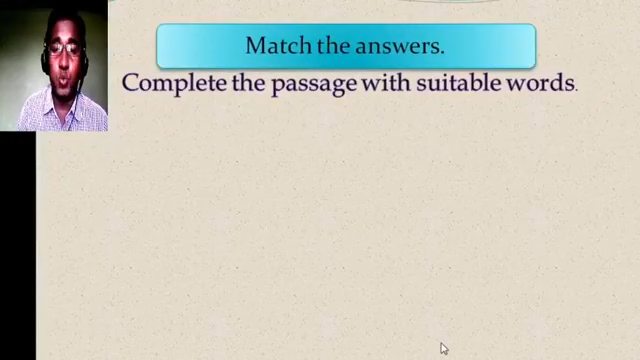 Match the answers.
Complete the passage with suitable words.